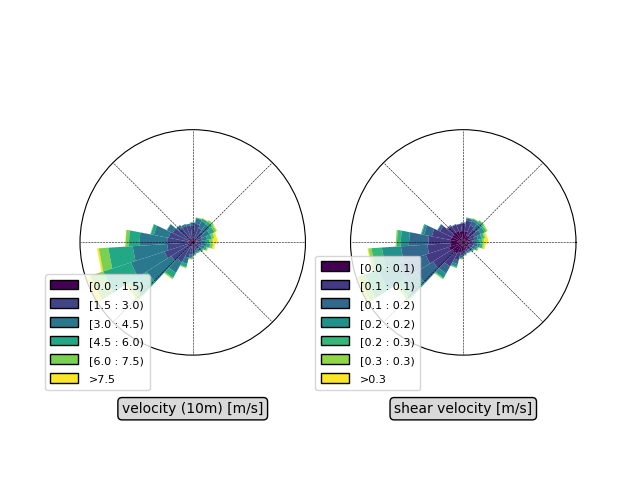 [0.0 : 1.5)
[1.5 : 3.0)
[3.0 : 4.5)
[4.5 : 6.0)
[6.0 : 7.5)
>7.5
velocity (10m) [m/s]
[0.0 : 0.1)
[0.1 : 0.1)
[0.1 : 0.2)
[0.2 : 0.2)
[0.2 : 0.3)
[0.3 : 0.3)
>0.3
shear velocity [m/s]